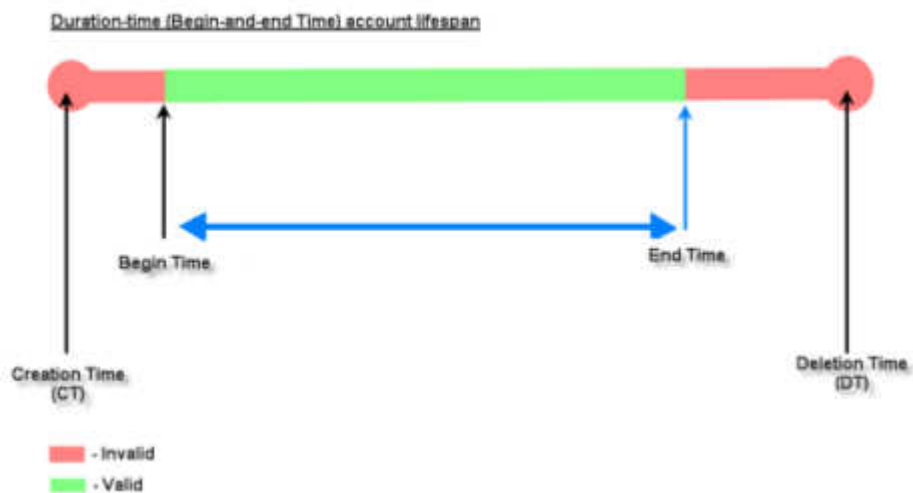 Duration-time (Begin-and-end Time) account lifespan
Begin Time
End Time
Creation Time
(CT)
Deletion Time
(DT)
- Invalid
- Valid